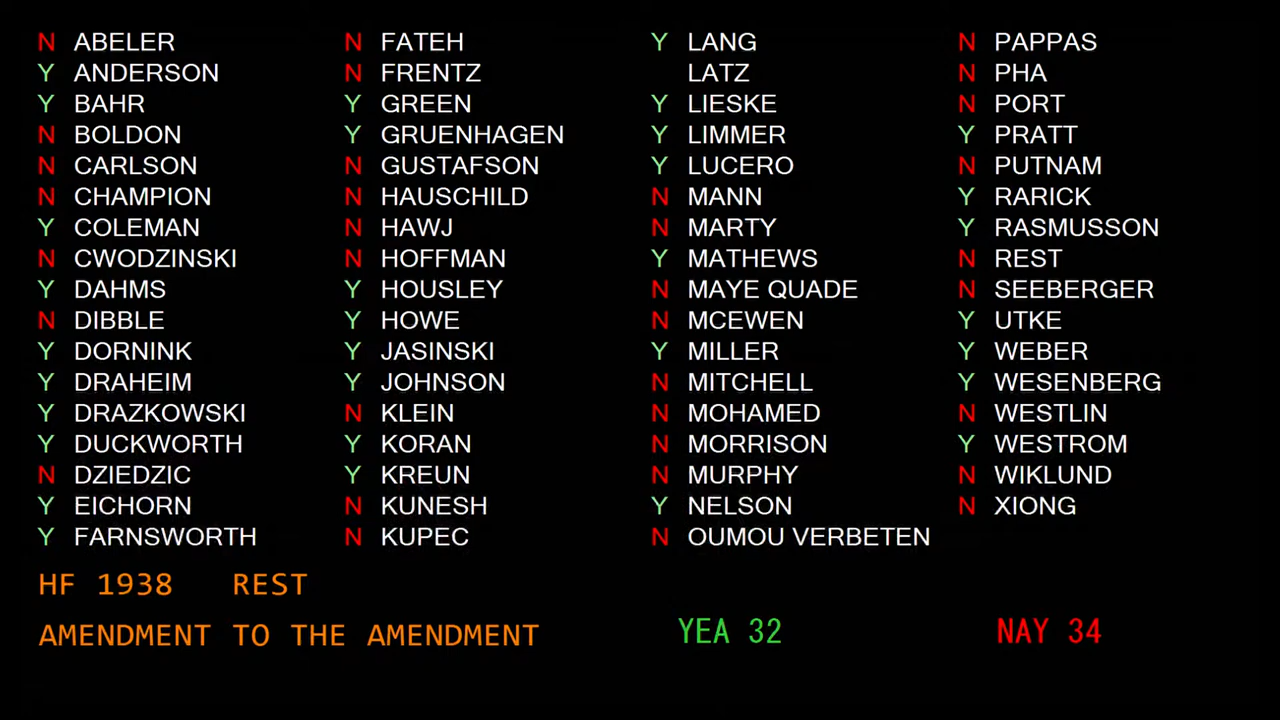 N ABELER N FATEH Y LANG N PAPPAS
Y ANDERSON N FRENTZ LATZ N PHA
Y BAHR Y GREEN Y LIESKE N PORT
N BOLDON Y GRUENHAGEN Y LIMMER Y PRATT
N CARLSON N GUSTAFSON Y LUCERO N PUTNAM
N CHAMPION N HAUSCHILD N MANN Y RARICK
Y COLEMAN N HAWJ N MARTY Y RASMUSSON
N CWODZINSKI N HOFFMAN Y MATHEWS N REST
Y DAHMS Y HOUSLEY N MAYE QUADE N SEEBERGER
N DIBBLE Y HOWE N MCEWEN Y UTKE
Y DORNINK Y JASINSKI Y MILLER Y WEBER
Y DRAHEIM Y JOHNSON N MITCHELL Y WESENBERG
Y DRAZKOWSKI N KLEIN N MOHAMED N WESTLIN
Y DUCKWORTH Y KORAN N MORRISON Y WESTROM
N DZIEDZIC Y KREUN N MURPHY N WIKLUND
Y EICHORN N KUNESH Y NELSON N XIONG
Y FARNSWORTH N KUPEC N OUMOU VERBETEN
HF 1938 REST
AMENDMENT TO THE AMENDMENT YEA 32 NAY 34